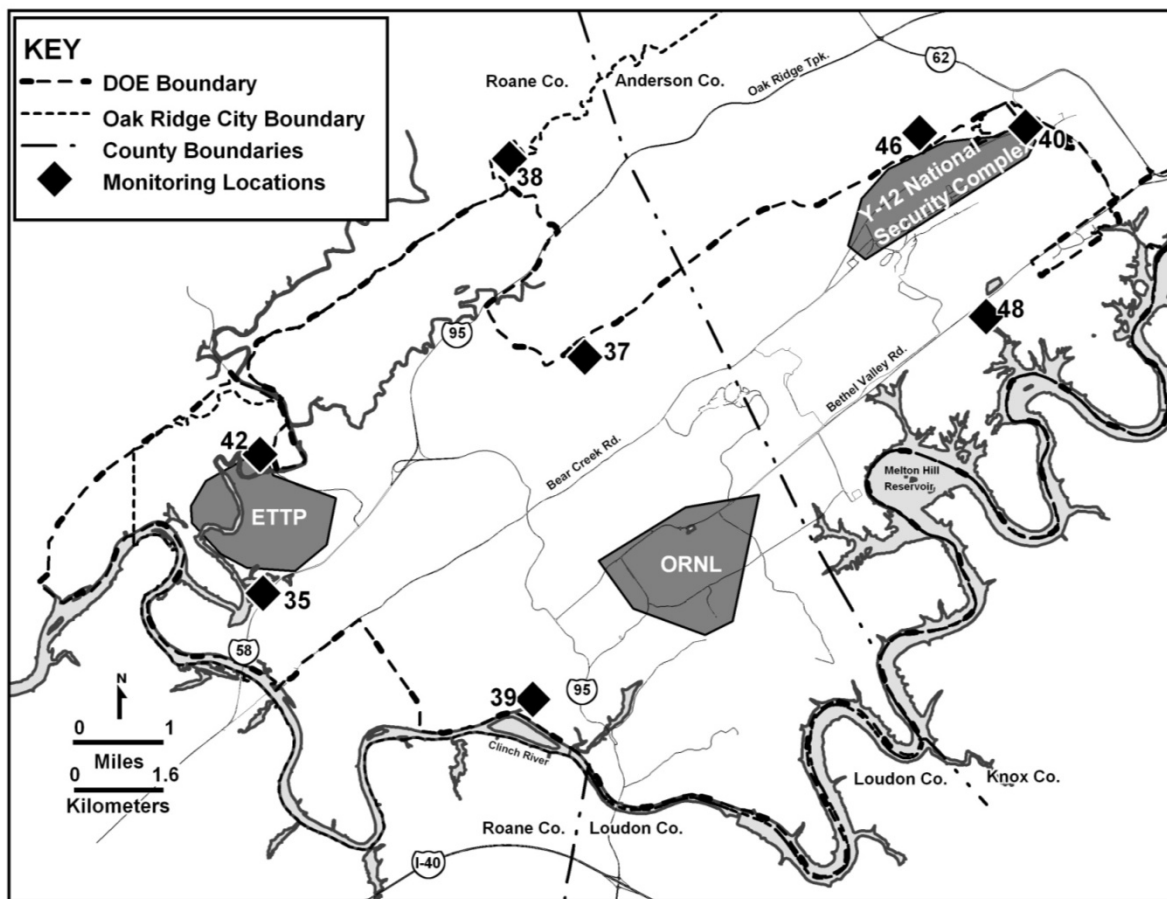 KEY
DOE Boundary
Oak Ridge City Boundary
County Boundaries
Monitoring Locations
Roane Co.
Anderson Co.
Oak Ridge Tpk.
62
46
40
38
Y-12 National
Security Complex
48
95
37
Bethel Valley Rd.
42
Bear Creek Rd.
Melton Hill
Reservoir
ETTP
ORNL
35
58
N
0 1
Miles
0 1.6
Kilometers
39
95
Clinch River
Loudon Co.
Knox Co.
Roane Co.
Loudon Co.
I-40